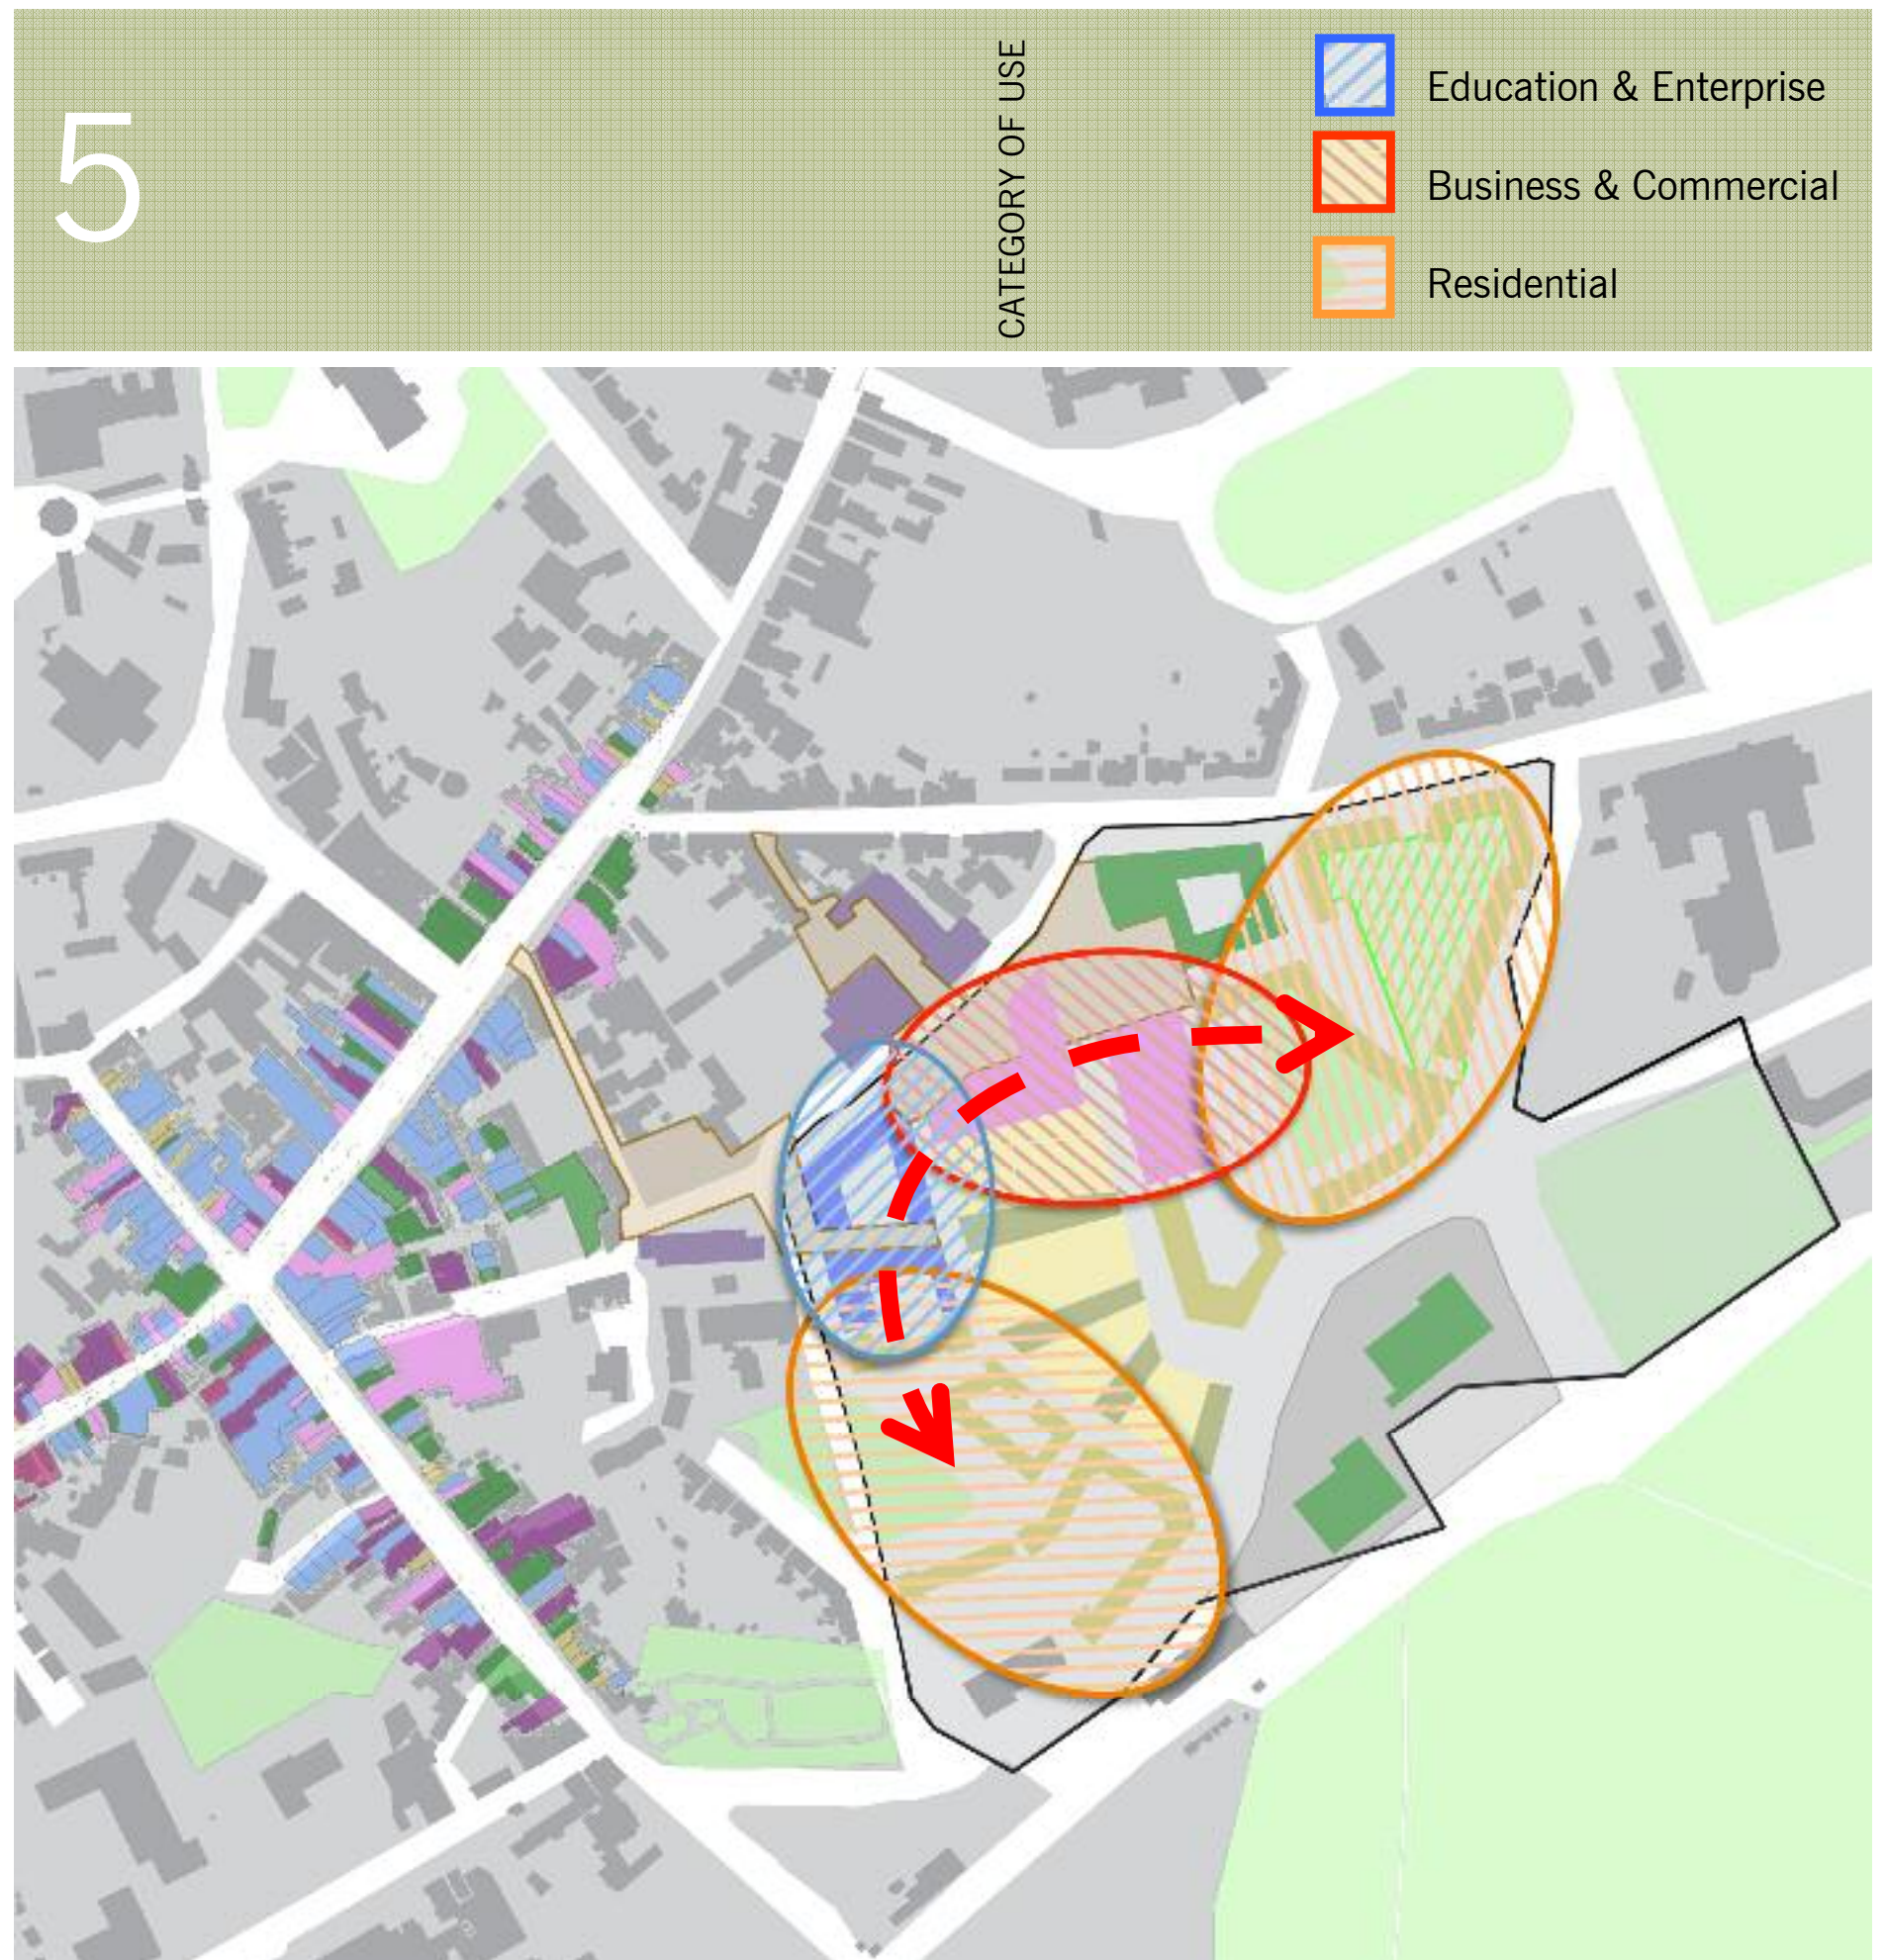 5
CATEGORY OF USE
Education & Enterprise
Business & Commercial
Residential